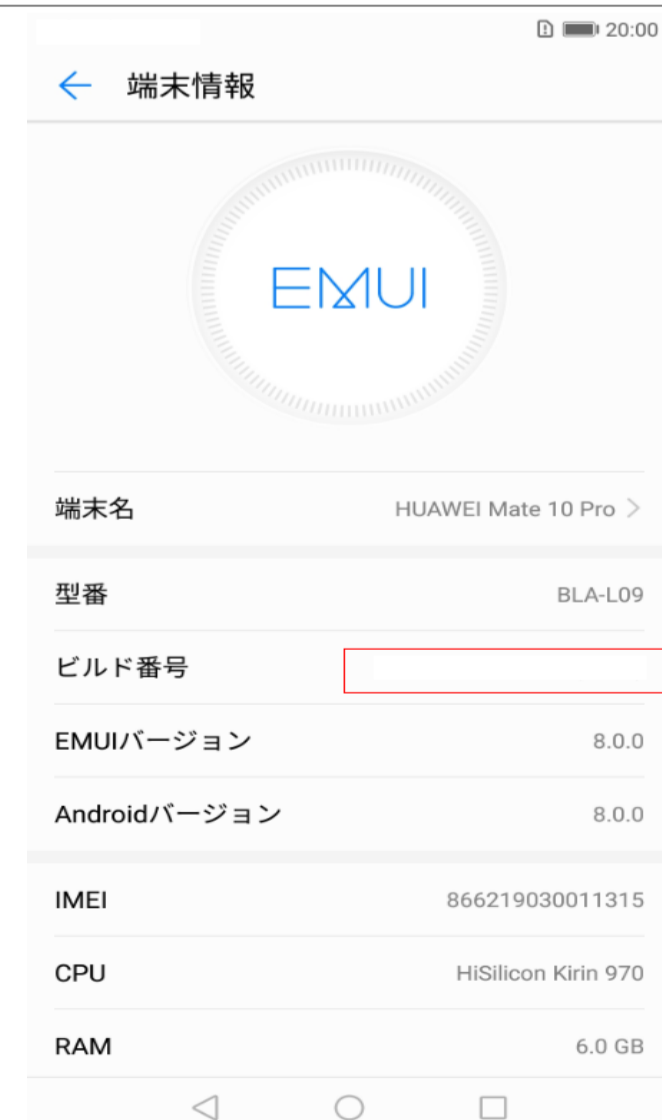 20:00
端末情報
EMUI
端末名 HUAWEI Mate 10 Pro
型番 BLA-L09
ビルド番号
EMUIバージョン 8.0.0
Androidバージョン 8.0.0
IMEI 866219030011315
CPU HiSilicon Kirin 970
RAM 6.0 GB